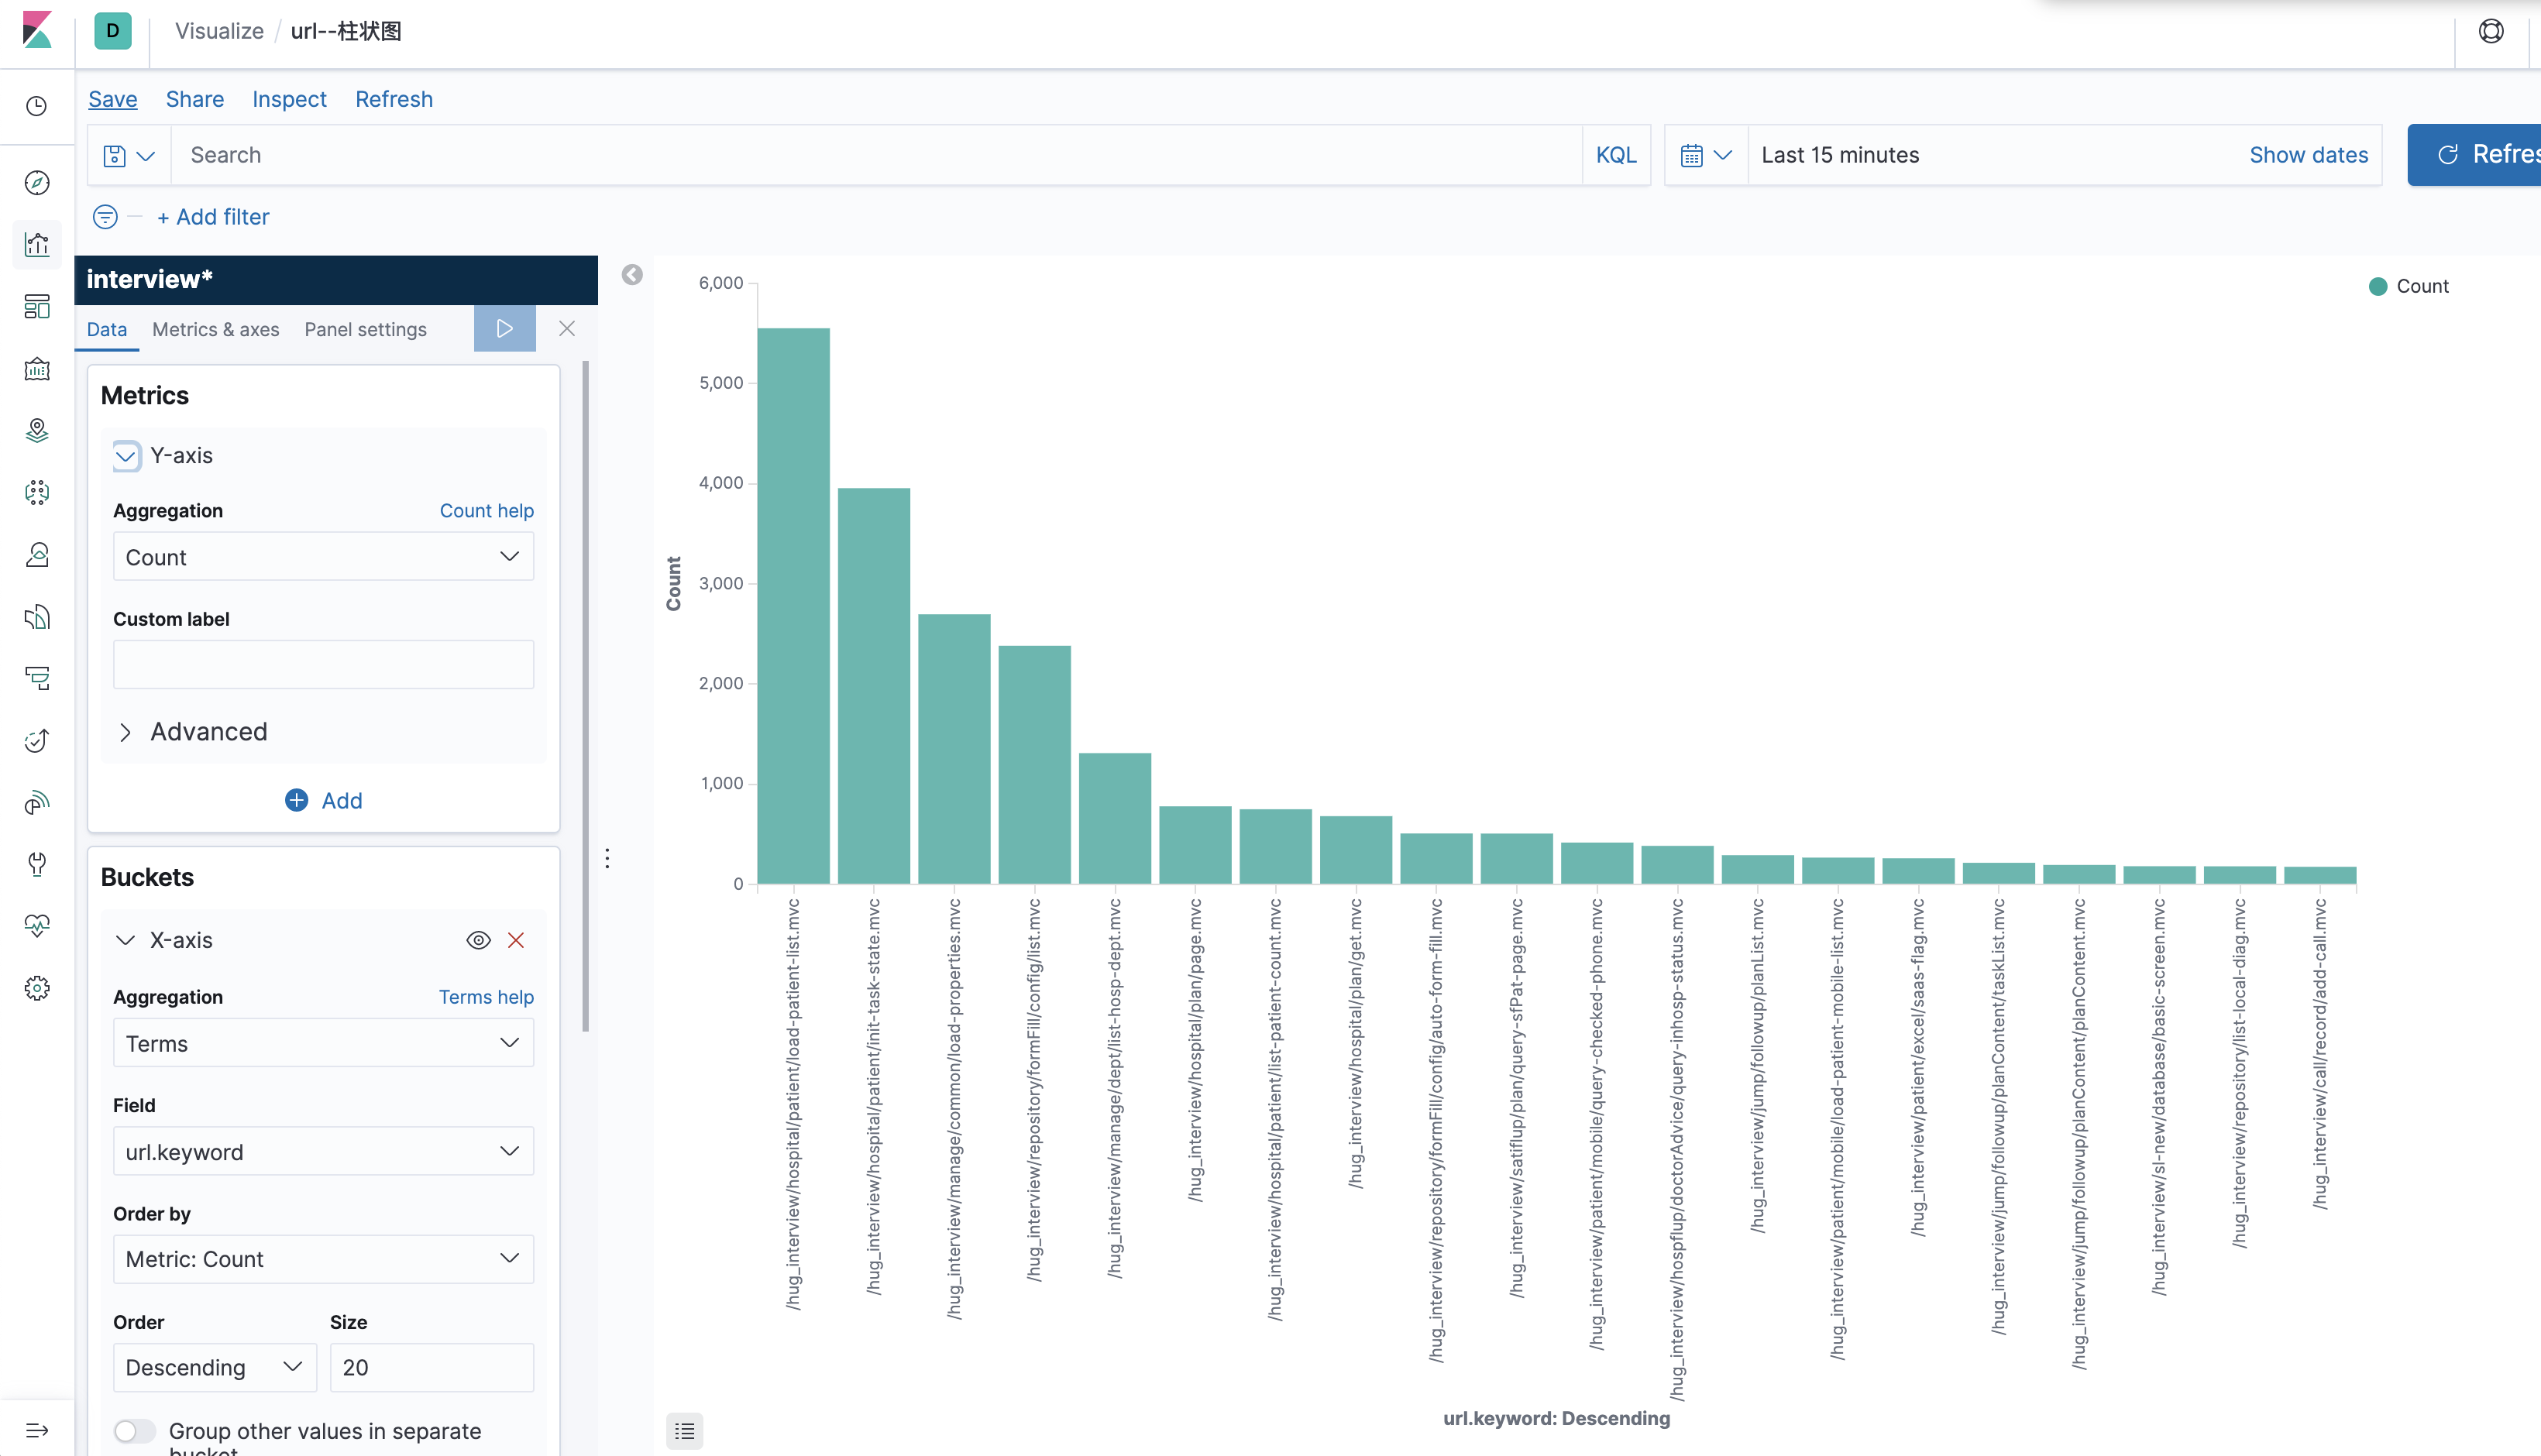 D
Visualize / url--柱状图
Save Share Inspect Refresh
Search
KQL
Last 15 minutes
Show dates
Refres
+ Add filter
interview*
Data Metrics & axes Panel settings
Metrics
Y-axis
Aggregation
Count help
Count
Custom label
Advanced
Add
Buckets
X-axis
Aggregation
Terms help
Terms
Field
url.keyword
Order by
Metric: Count
Order
Size
Descending
20
Group other values in separate
Count
6,000
5,000
4,000
3,000
2,000
1,000
0
Count
/hug_interview/hospital/patient/load-patient-list.mvc
/hug_interview/hospital/patient/init-task-state.mvc
/hug_interview/manage/common/load-properties.mvc
/hug_interview/repository/formFill/config/list.mvc
/hug_interview/manage/dept/list-hosp-dept.mvc
/hug_interview/hospital/plan/page.mvc
/hug_interview/hospital/patient/list-patient-count.mvc
/hug_interview/hospital/plan/get.mvc
/hug_interview/repository/formFill/config/auto-form-fill.mvc
/hug_interview/satiflup/plan/query-sfPat-page.mvc
/hug_interview/patient/mobile/query-checked-phone.mvc
/hug_interview/hospflup/doctorAdvice/query-inhosp-status.mvc
/hug_interview/jump/followup/planList.mvc
/hug_interview/patient/mobile/load-patient-mobile-list.mvc
/hug_interview/patient/excel/saas-flag.mvc
/hug_interview/jump/followup/planContent/taskList.mvc
/hug_interview/jump/followup/planContent/planContent.mvc
/hug_interview/sl-new/database/basic-screen.mvc
/hug_interview/repository/list-local-diag.mvc
/hug_interview/call/record/add-call.mvc
url.keyword: Descending